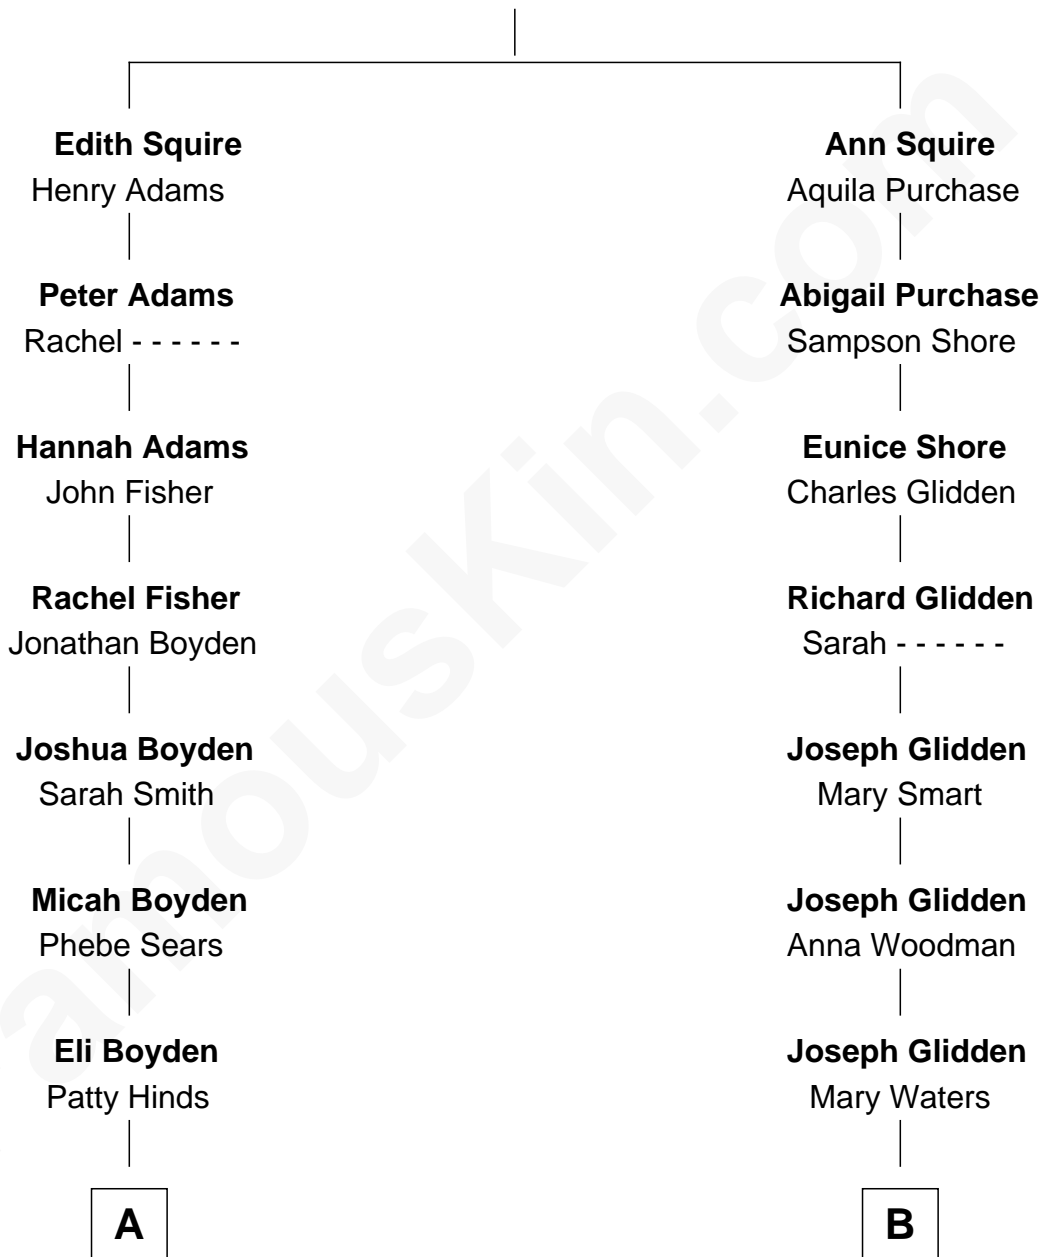 Edith Squire
Henry Adams
Ann Squire
Aquila Purchase
Peter Adams
Rachel - - - - - -
Abigail Purchase
Sampson Shore
Hannah Adams
John Fisher
Eunice Shore
Charles Glidden
Rachel Fisher
Jonathan Boyden
Richard Glidden
Sarah - - - - - -
Joshua Boyden
Sarah Smith
Joseph Glidden
Mary Smart
Micah Boyden
Phebe Sears
Joseph Glidden
Anna Woodman
Eli Boyden
Patty Hinds
Joseph Glidden
Mary Waters
A
B
amousKin.com